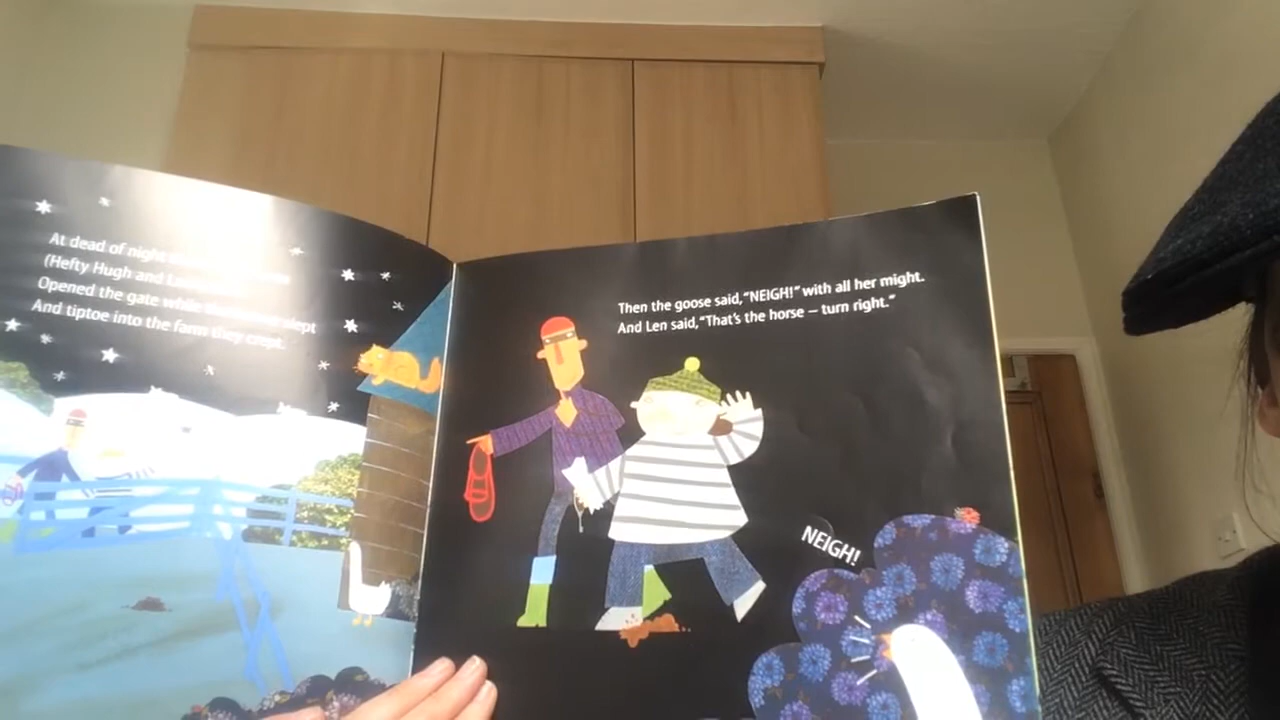 At dead of night
(Hefty Hugh and
Opened the gate while slept
And tiptoe into the farm they crept.
Then the goose said, “NEIGH!” with all her might.
And Len said, “That’s the horse – turn right.”
NEIGH!